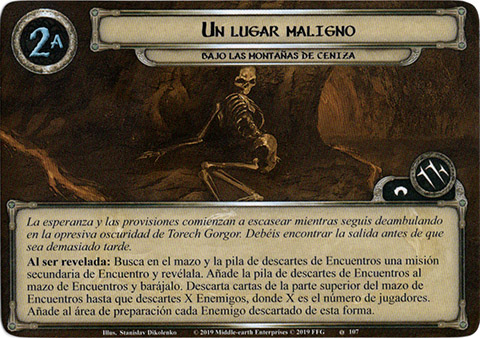 2A
Un lugar maligno
Bajo las Montañas de Ceniza
La esperanza y las provisiones comienzan a escasear mientras seguís deambulando
en la opresiva oscuridad de Torech Gorgor. Debéis encontrar la salida antes de que
sea demasiado tarde.
Al ser revelada: Busca en el mazo y la pila de descartes de Encuentros una misión
secundaria de Encuentro y revélala. Añade la pila de descartes de Encuentros al
mazo de Encuentros y barájalo. Descarta cartas de la parte superior del mazo de
Encuentros hasta que descartes X Enemigos, donde X es el número de jugadores.
Añade al área de preparación cada Enemigo descartado de esta forma.
Illus. Stanislav Dikolenko © 2019 Middle-earth Enterprises © 2019 FFG 107